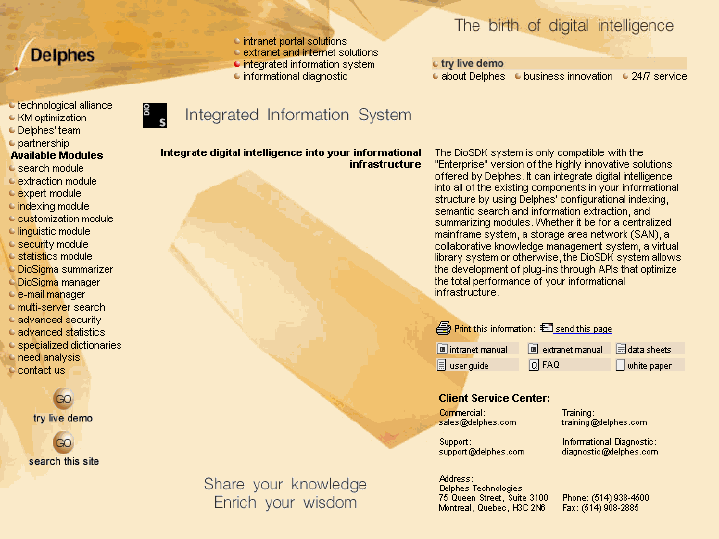 The birth of digital intelligence
Delphes
intranet portal solutions
extranet and internet solutions
integrated information system
informational diagnostic
try live demo
about Delphes
business innovation
24/7 service
technological alliance
KM optimization
Delphes' team
partnership
Available Modules
search module
extraction module
expert module
indexing module
customization module
linguistic module
security module
statistics module
DioSigma summarizer
DioSigma manager
e-mail manager
multi-server search
advanced security
advanced statistics
specialized dictionaries
need analysis
contact us
GO
try live demo
GO
search this site
S
Integrated Information System
Integrate digital intelligence into your informational
infrastructure
The DioSDK system is only compatible with the
"Enterprise" version of the highly innovative solutions
offered by Delphes. It can integrate digital intelligence
into all of the existing components in your informational
structure by using Delphes' configurational indexing,
semantic search and information extraction, and
summarizing modules. Whether it be for a centralized
mainframe system, a storage area network (SAN), a
collaborative knowledge management system, a virtual
library system or otherwise, the DioSDK system allows
the development of plug-ins through APIs that optimize
the total performance of your informational
infrastructure.
Print this information:
send this page
intranet manual
extranet manual
data sheets
user guide
FAQ
white paper
Client Service Center:
Commercial:
sales@delphes.com
Training:
training@delphes.com
Support:
support@delphes.com
Informational Diagnostic:
diagnostic@delphes.com
Address:
Delphes Technologies
75 Queen Street, Suite 3100
Montreal, Quebec, H3C 2N6
Phone: (514) 938-4600
Fax: (514) 908-2885
Share your knowledge
Enrich your wisdom